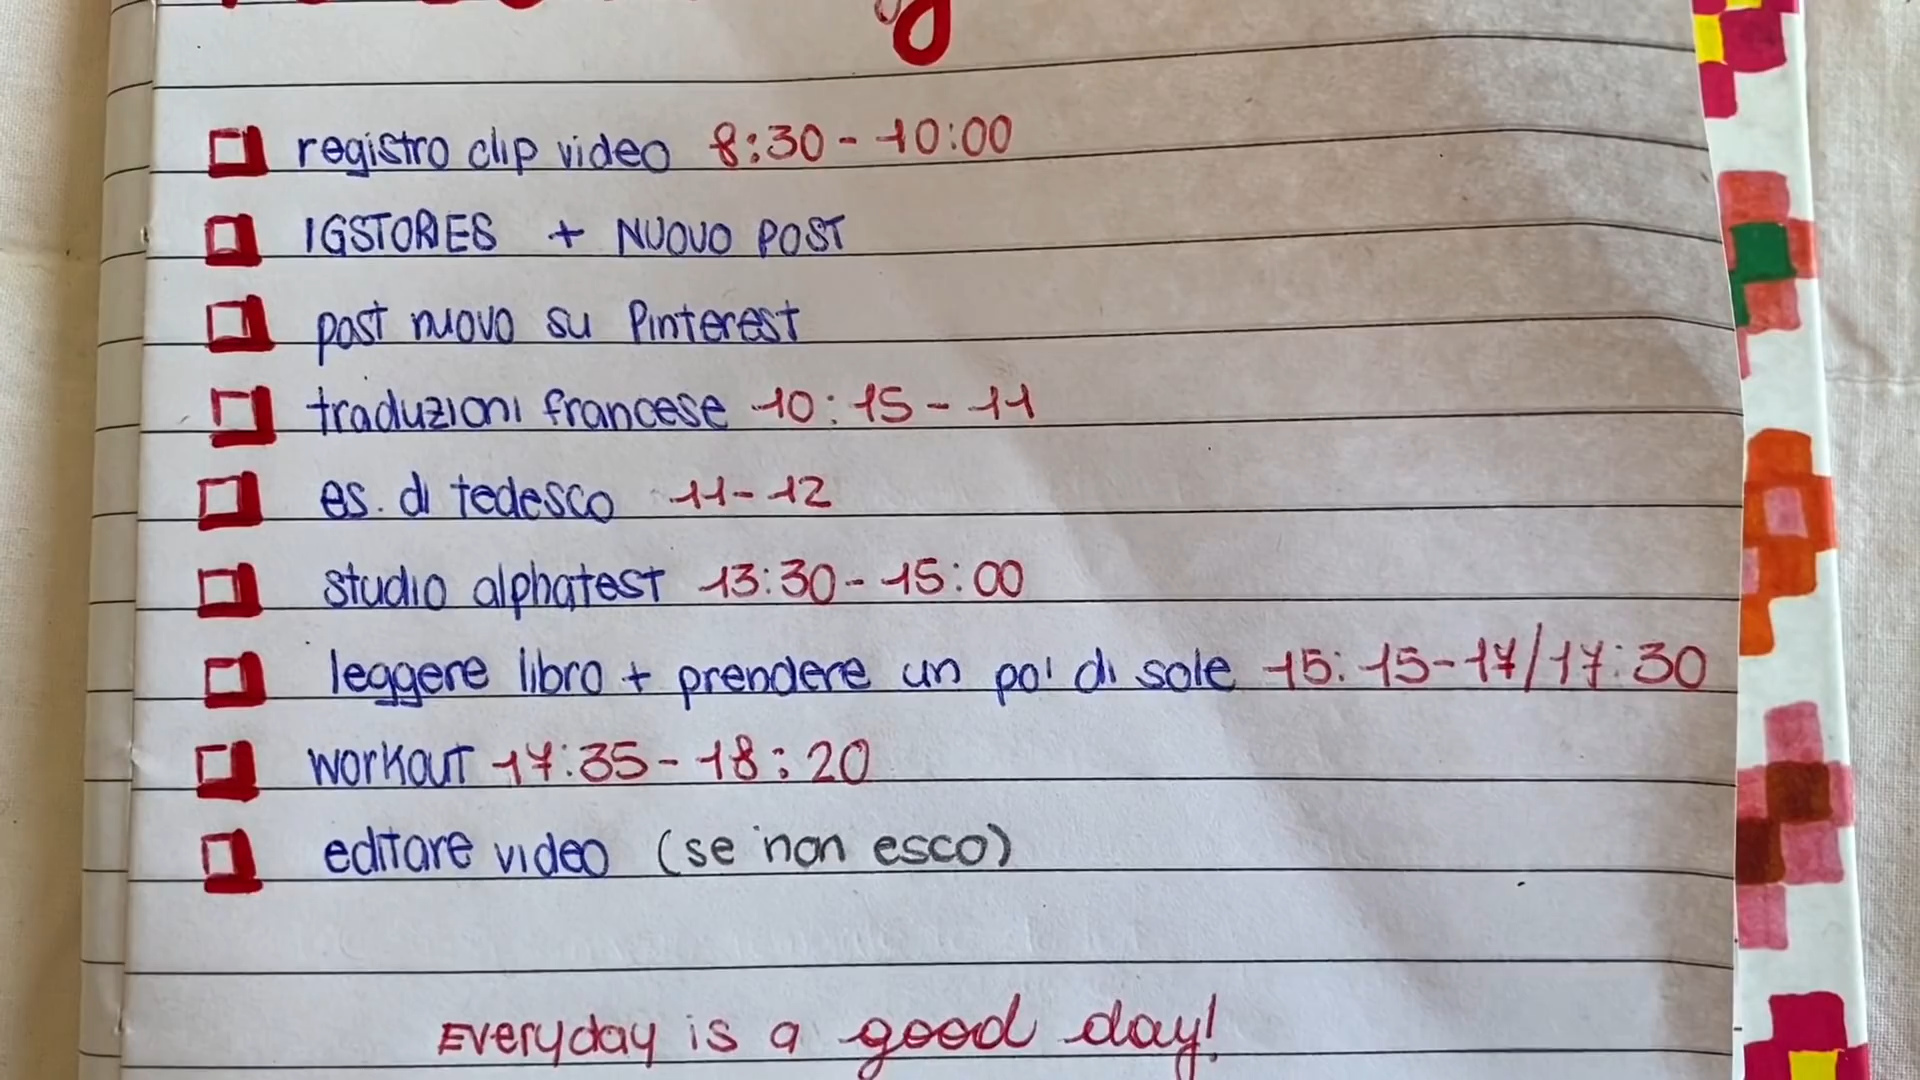 registro clip video 8:30 - 10:00
IGSTORIES + NUOVO POST
post nuovo su Pinterest
traduzioni francese 10:15 - 11
es. di tedesco 11 - 12
studio alphatest 13:30 - 15:00
leggere libro + prendere un po' di sole 15:15 - 17/17:30
workout 17:35 - 18:20
editare video (se non esco)
Everyday is a good day!